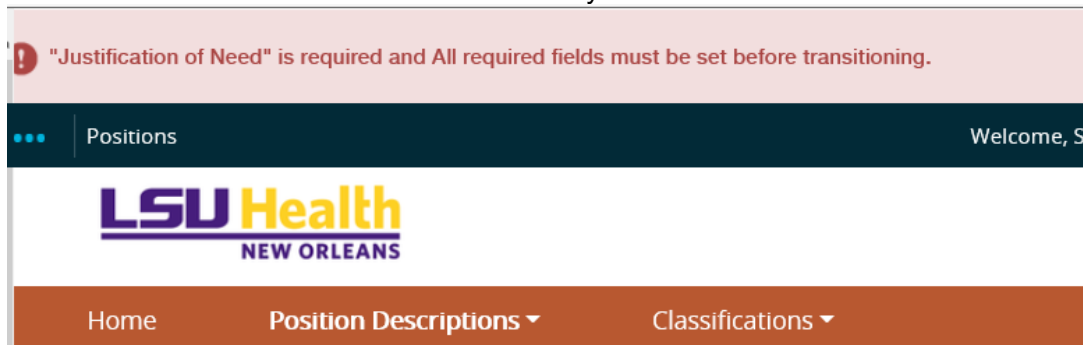 "Justification of Need" is required and All required fields must be set before transitioning.
Positions
Welcome, S
LSU Health
NEW ORLEANS
Home Position Descriptions Classifications